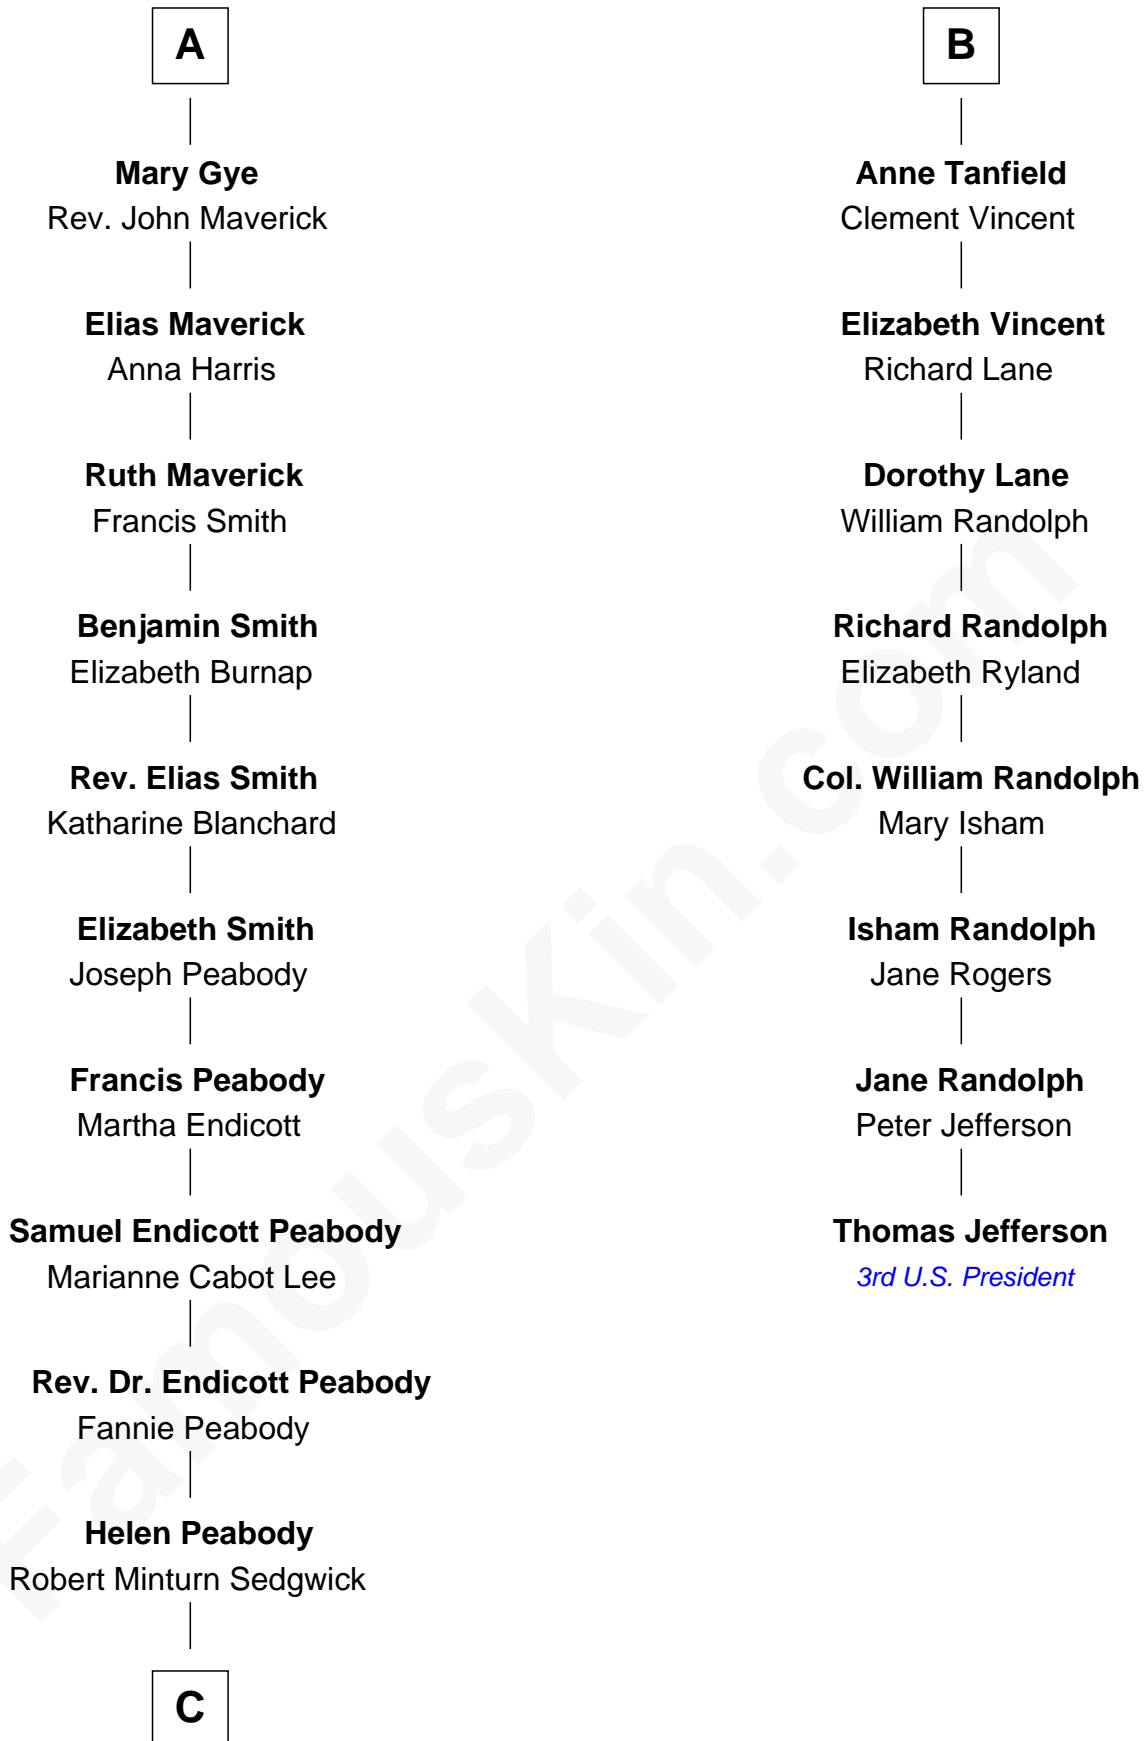 A
Mary Gye
Rev. John Maverick
Elias Maverick
Anna Harris
Ruth Maverick
Francis Smith
Benjamin Smith
Elizabeth Burnap
Rev. Elias Smith
Katharine Blanchard
Elizabeth Smith
Joseph Peabody
Francis Peabody
Martha Endicott
Samuel Endicott Peabody
Marianne Cabot Lee
Rev. Dr. Endicott Peabody
Fannie Peabody
Helen Peabody
Robert Minturn Sedgwick
C
B
Anne Tanfield
Clement Vincent
Elizabeth Vincent
Richard Lane
Dorothy Lane
William Randolph
Richard Randolph
Elizabeth Ryland
Col. William Randolph
Mary Isham
Isham Randolph
Jane Rogers
Jane Randolph
Peter Jefferson
Thomas Jefferson
3rd U.S. President
FamousKin.com